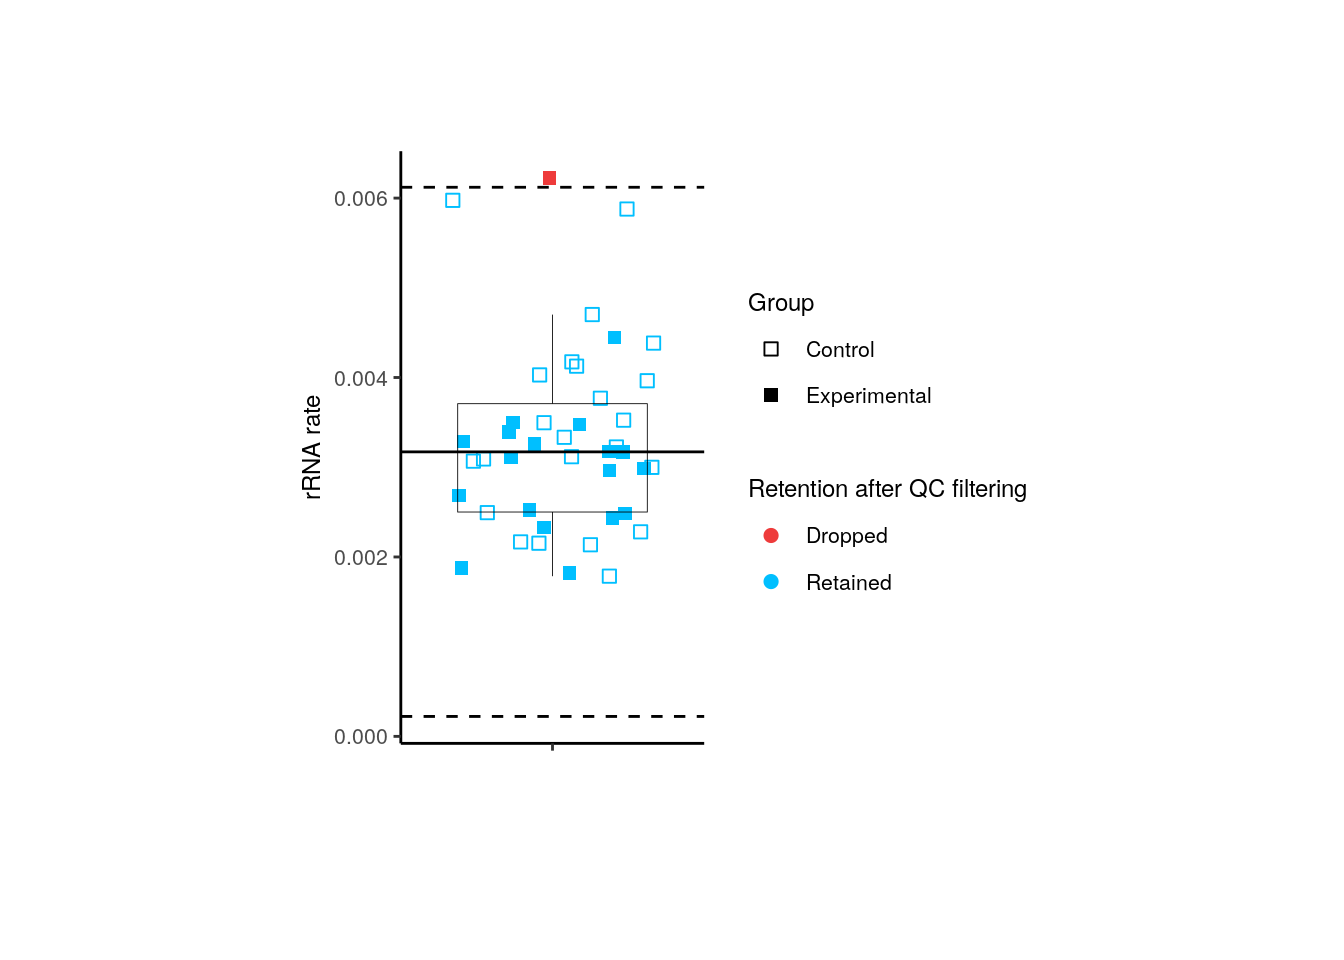 0.006
0.004
0.002
0.000
rRNA rate
Group
Control
Experimental
Retention after QC filtering
Dropped
Retained